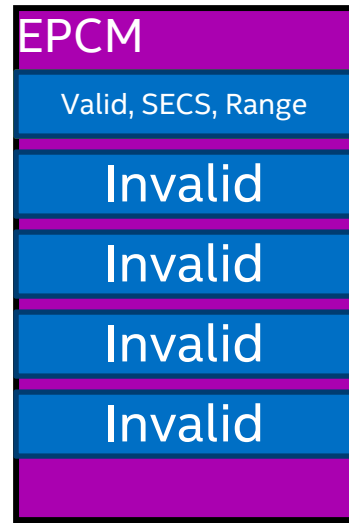 EPCM
Valid, SECS, Range
Invalid
Invalid
Invalid
Invalid